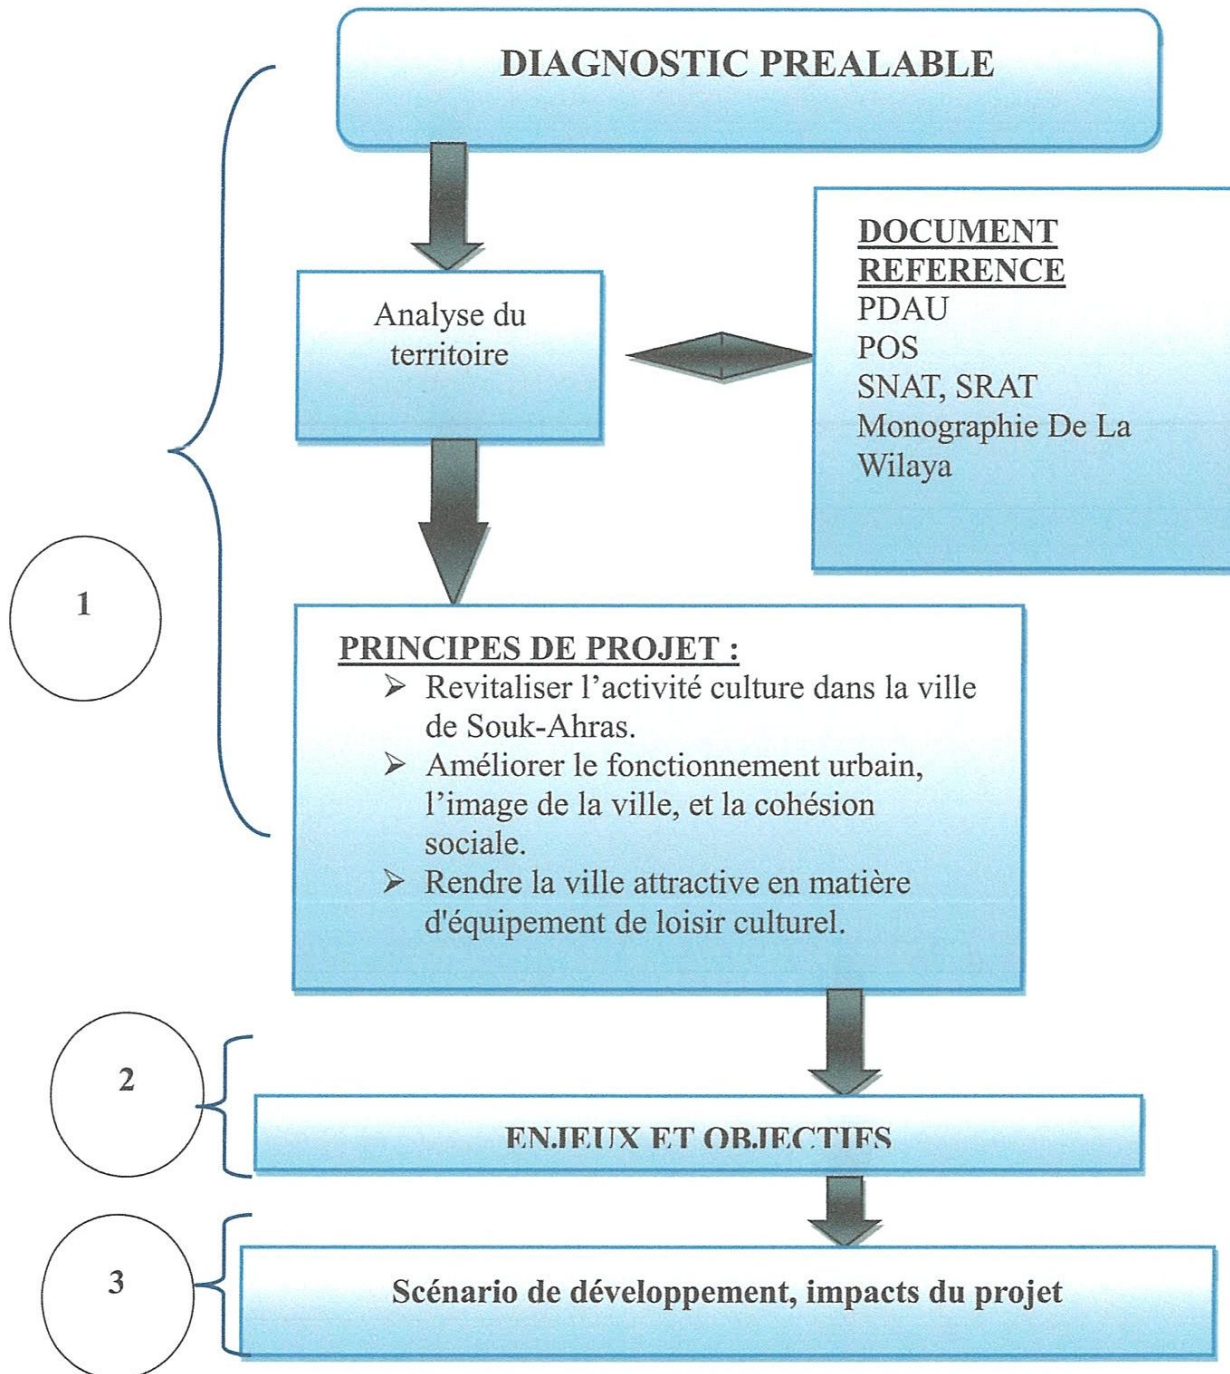 DIAGNOSTIC PREALABLE
Analyse du
territoire
DOCUMENT
REFERENCE
PDAU
POS
SNAT, SRAT
Monographie De La
Wilaya
1
PRINCIPES DE PROJET :
➢ Revitaliser l’activité culture dans la ville
de Souk-Ahras.
➢ Améliorer le fonctionnement urbain,
l’image de la ville, et la cohésion
sociale.
➢ Rendre la ville attractive en matière
d'équipement de loisir culturel.
2
ENJEUX ET OBJECTIFS
3
Scénario de développement, impacts du projet